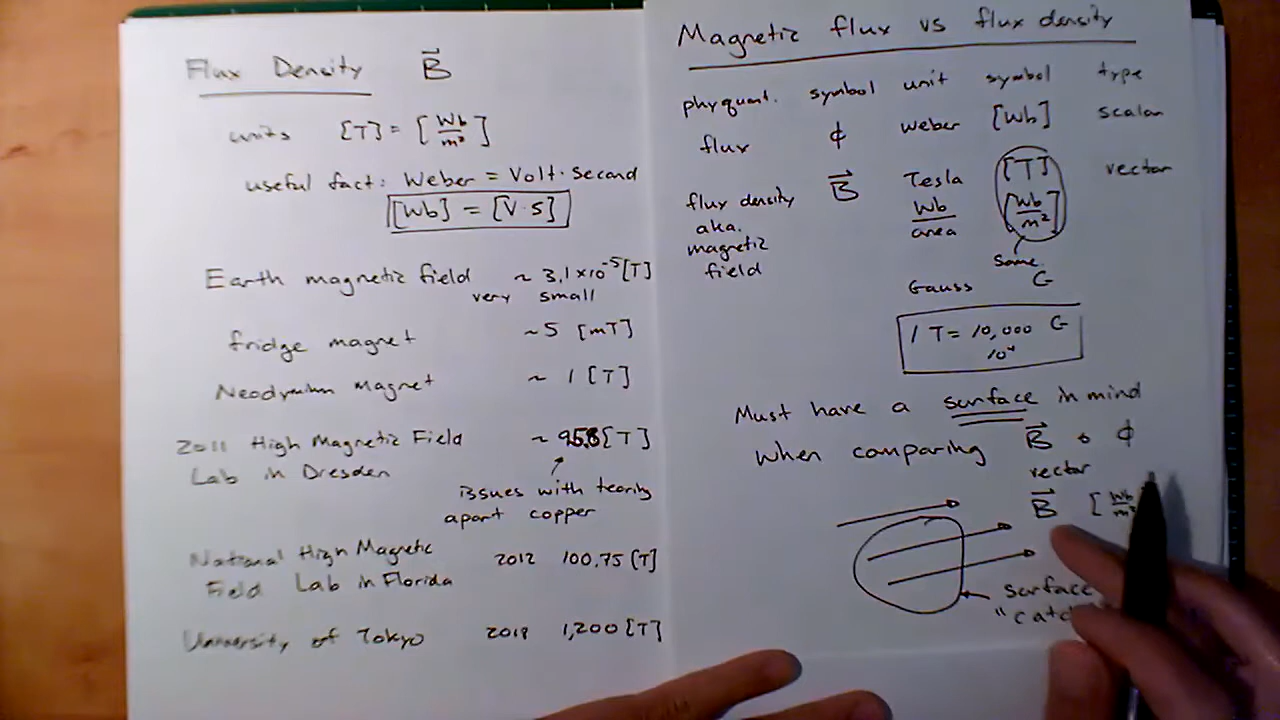 Flux Density B⃗
units [T] = [Wb/m²]
useful fact: Weber = Volt·second
[Wb] = [V·s]
Earth magnetic field ~ 3.1×10⁻⁵[T]
very small
fridge magnet ~5 [mT]
Neodymium magnet ~ 1 [T]
2011 High Magnetic Field
Lab in Dresden
~ [T]
issues with tearing
apart copper
National High Magnetic
Field Lab in Florida
2012 100.75 [T]
University of Tokyo 2018 1,200 [T]
Magnetic flux vs flux density
phy quant. symbol unit symbol type
flux ϕ Weber [Wb] scalar
flux density
aka.
magnetic
field
B⃗ Tesla [T] vector
Wb/area [Wb/m²]
same
Gauss G
1 T = 10,000 G
10⁴
Must have a surface in mind
when comparing B⃗ & ϕ
vector
B⃗ [Wb/m²
surface